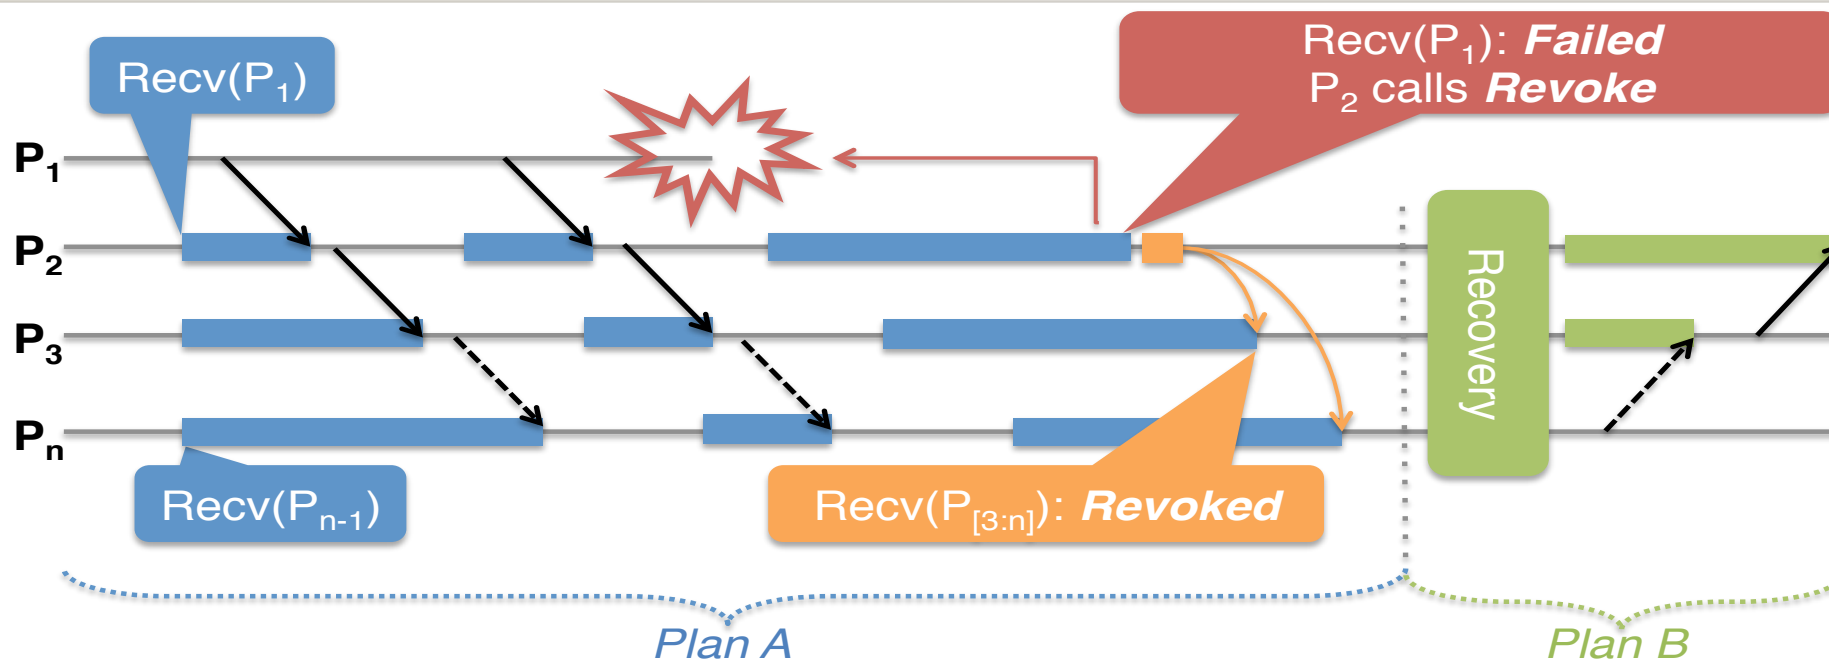 Recv(P1): Failed
P2 calls Revoke
Recv(P1)
P1
P2
P3
Pn
Recovery
Recv(Pn-1)
Recv(P[3:n]): Revoked
Plan A
Plan B